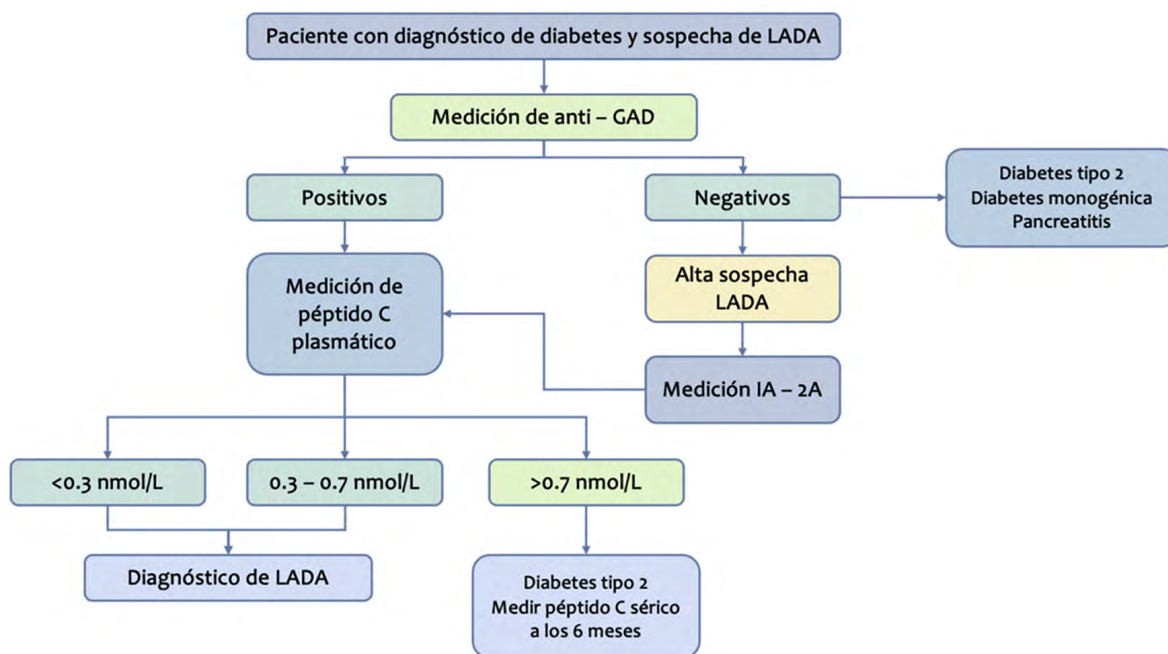 Paciente con diagnóstico de diabetes y sospecha de LADA
Medición de anti – GAD
Positivos
Negativos
Diabetes tipo 2
Diabetes monogénica
Pancreatitis
Medición de
péptido C
plasmático
Alta sospecha
LADA
Medición IA – 2A
<0.3 nmol/L
0.3 – 0.7 nmol/L
>0.7 nmol/L
Diagnóstico de LADA
Diabetes tipo 2
Medir péptido C sérico
a los 6 meses